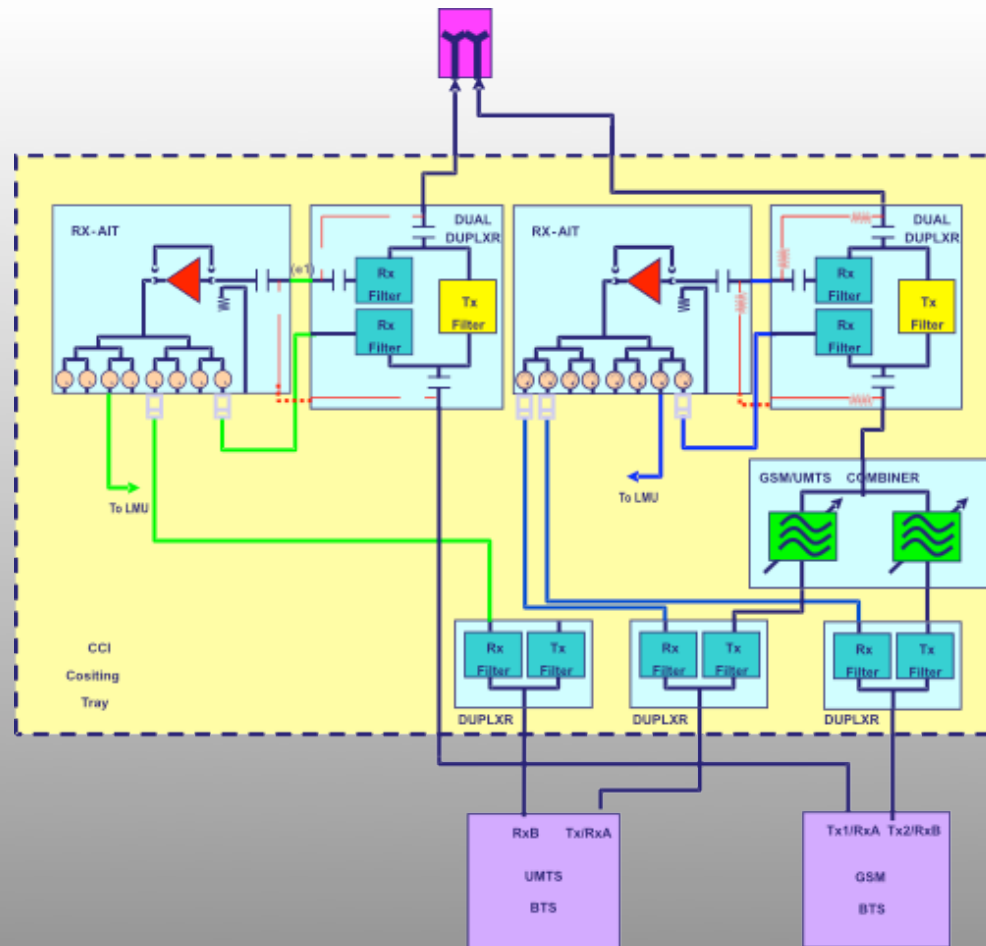 RX-AIT
DUAL
DUPLXR
(e1)
Rx
Filter
Rx
Filter
Tx
Filter
RX-AIT
DUAL
DUPLXR
Rx
Filter
Rx
Filter
Tx
Filter
To LMU
To LMU
GSM/UMTS COMBINER
CCI
Cositing
Tray
Rx
Filter
Tx
Filter
DUPLXR
Rx
Filter
Tx
Filter
DUPLXR
Rx
Filter
Tx
Filter
DUPLXR
RxB Tx/RxA
UMTS
BTS
Tx1/RxA Tx2/RxB
GSM
BTS